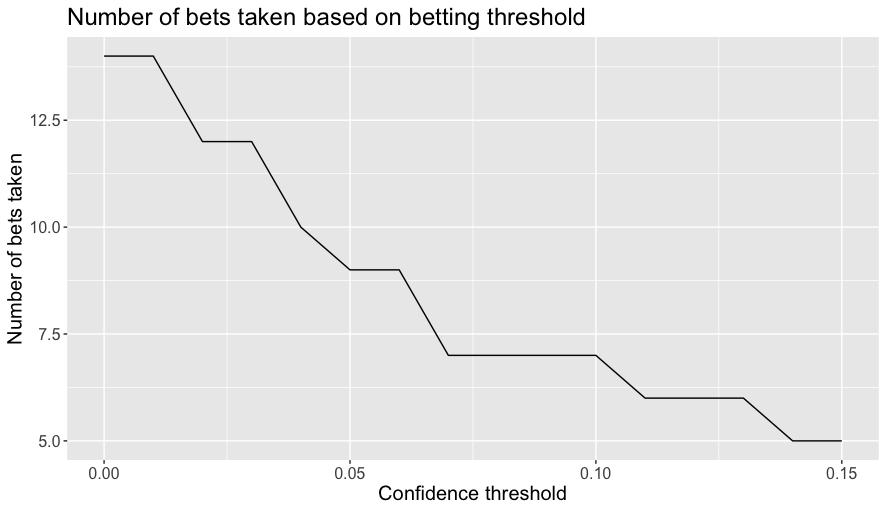 Number of bets taken based on betting threshold
Number of bets taken
12.5
10.0
7.5
5.0
0.00 0.05 0.10 0.15
Confidence threshold